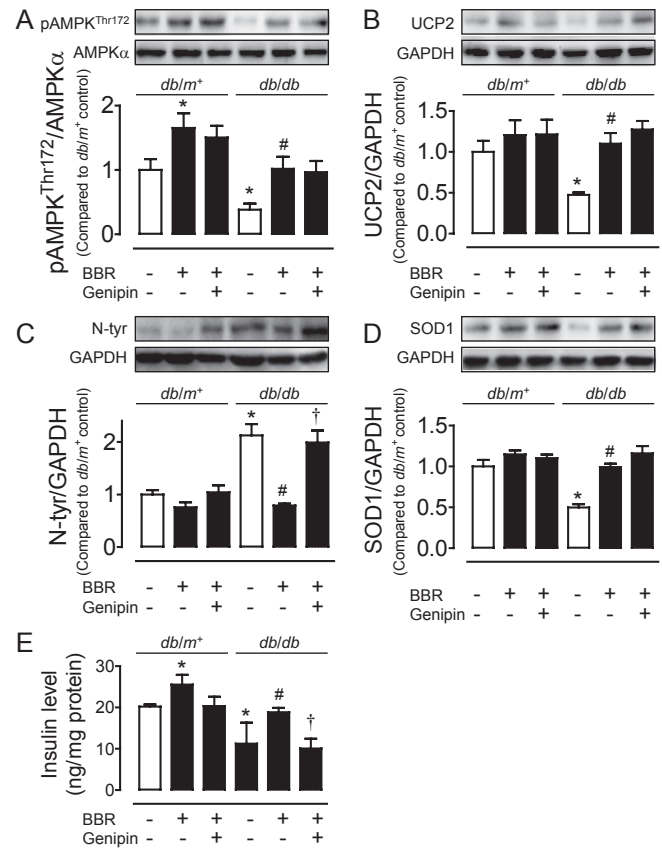 A
pAMPKThr172
AMPKα
db/m+ db/db
pAMPKThr172/AMPKα
(Compared to db/m+ control)
2
1
0
* # *
BBR - + + - + +
Genipin - - + - - +
B
UCP2
GAPDH
db/m+ db/db
UCP2/GAPDH
(Compared to db/m+ control)
1.5
1.0
0.5
0.0
* #
BBR - + + - + +
Genipin - - + - - +
C
N-tyr
GAPDH
db/m+ db/db
N-tyr/GAPDH
(Compared to db/m+ control)
2
1
0
* # †
BBR - + + - + +
Genipin - - + - - +
D
SOD1
GAPDH
db/m+ db/db
SOD1/GAPDH
(Compared to db/m+ control)
1.5
1.0
0.5
0.0
* #
BBR - + + - + +
Genipin - - + - - +
E
db/m+ db/db
Insulin level
(ng/mg protein)
30
20
10
0
* * # †
BBR - + + - + +
Genipin - - + - - +